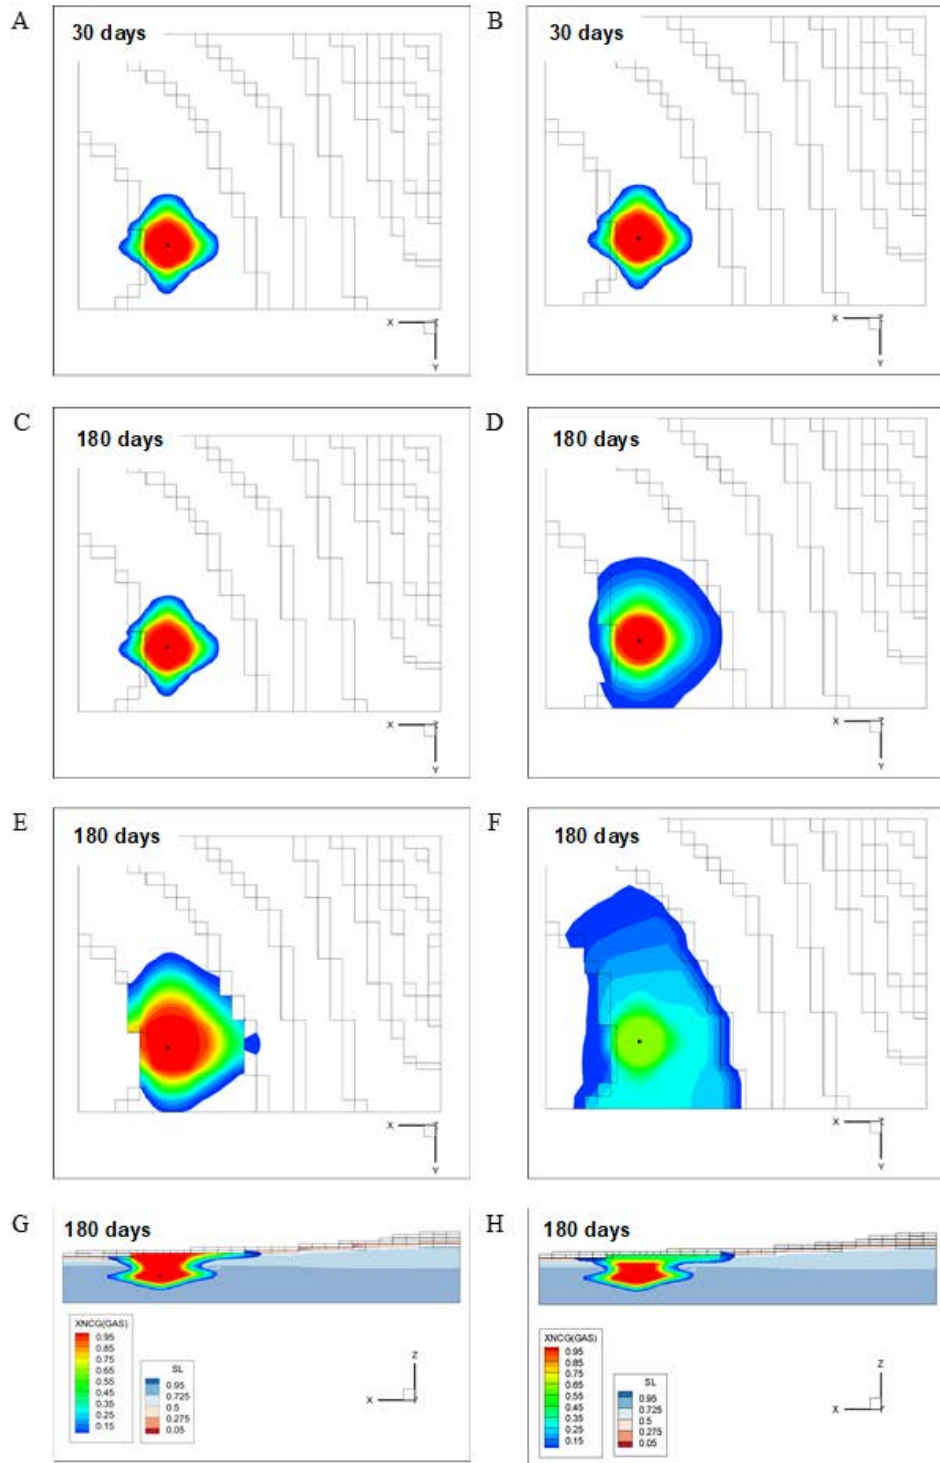 A
30 days
X
Z
Y
B
30 days
X
Z
Y
C
180 days
X
Z
Y
D
180 days
X
Z
Y
E
180 days
X
Z
Y
F
180 days
X
Z
Y
G
180 days
XNCG(GAS)
0.95
0.85
0.75
0.65
0.55
0.45
0.35
0.25
0.15
SL
0.95
0.725
0.5
0.275
0.05
Z
X
Y
H
180 days
XNCG(GAS)
0.95
0.85
0.75
0.65
0.55
0.45
0.35
0.25
0.15
SL
0.95
0.725
0.5
0.275
0.05
Z
X
Y